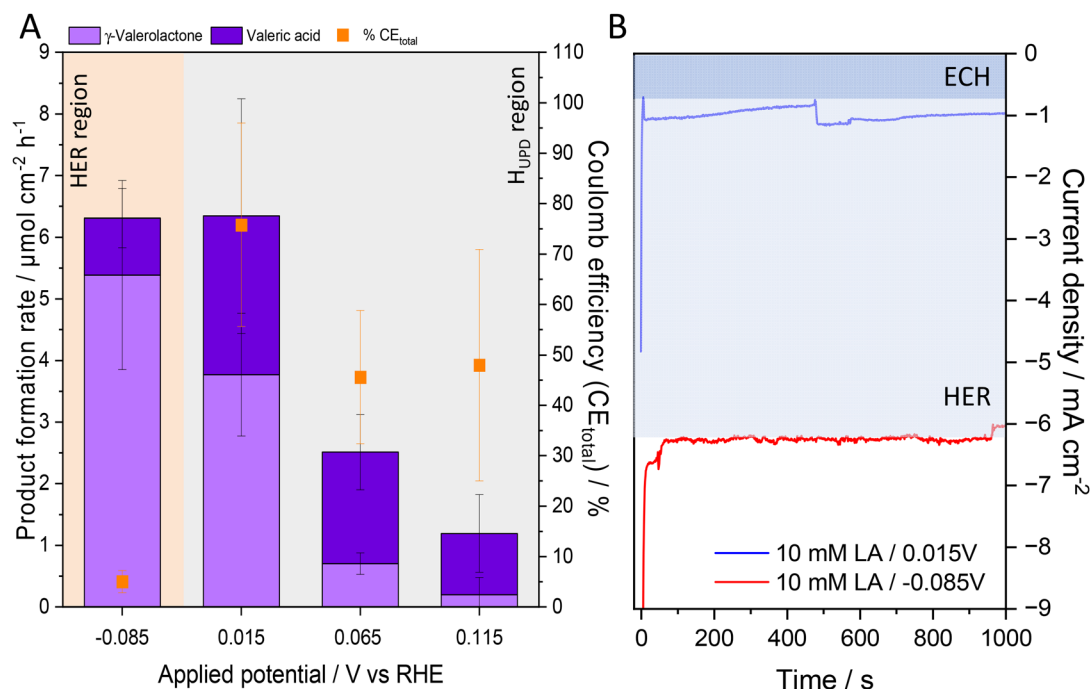 A
γ-Valerolactone
Valeric acid
% CEtotal
HER region
HUPD region
Product formation rate / μmol cm⁻² h⁻¹
9
8
7
6
5
4
3
2
1
0
110
100
90
80
70
60
50
40
30
20
10
0
Coulomb efficiency (CEtotal) / %
-0.085
0.015
0.065
0.115
Applied potential / V vs RHE
B
ECH
HER
10 mM LA / 0.015V
10 mM LA / -0.085V
0
−1
−2
−3
−4
−5
−6
−7
−8
−9
Current density / mA cm⁻²
0
200
400
600
800
1000
Time / s